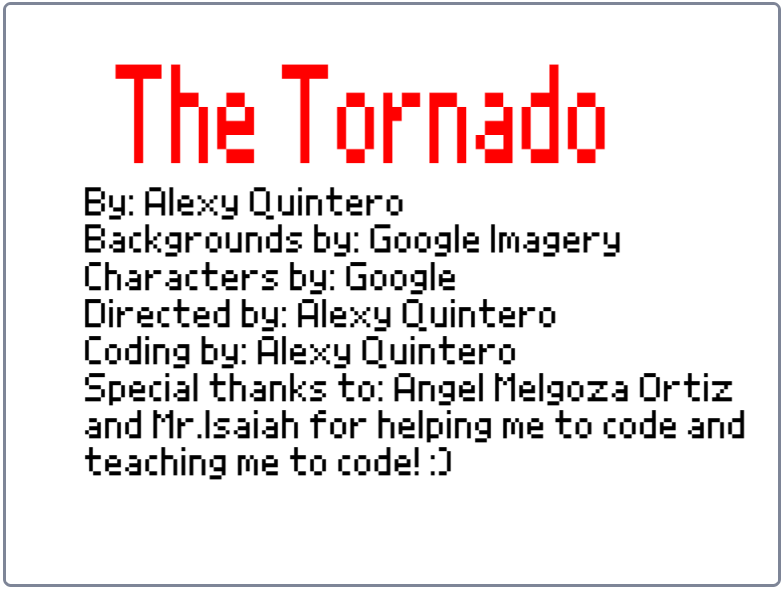 The Tornado
By: Alexy Quintero
Backgrounds by: Google Imagery
Characters by: Google
Directed by: Alexy Quintero
Coding by: Alexy Quintero
Special thanks to: Angel Melgoza Ortiz
and Mr.Isaiah for helping me to code and
teaching me to code! :)